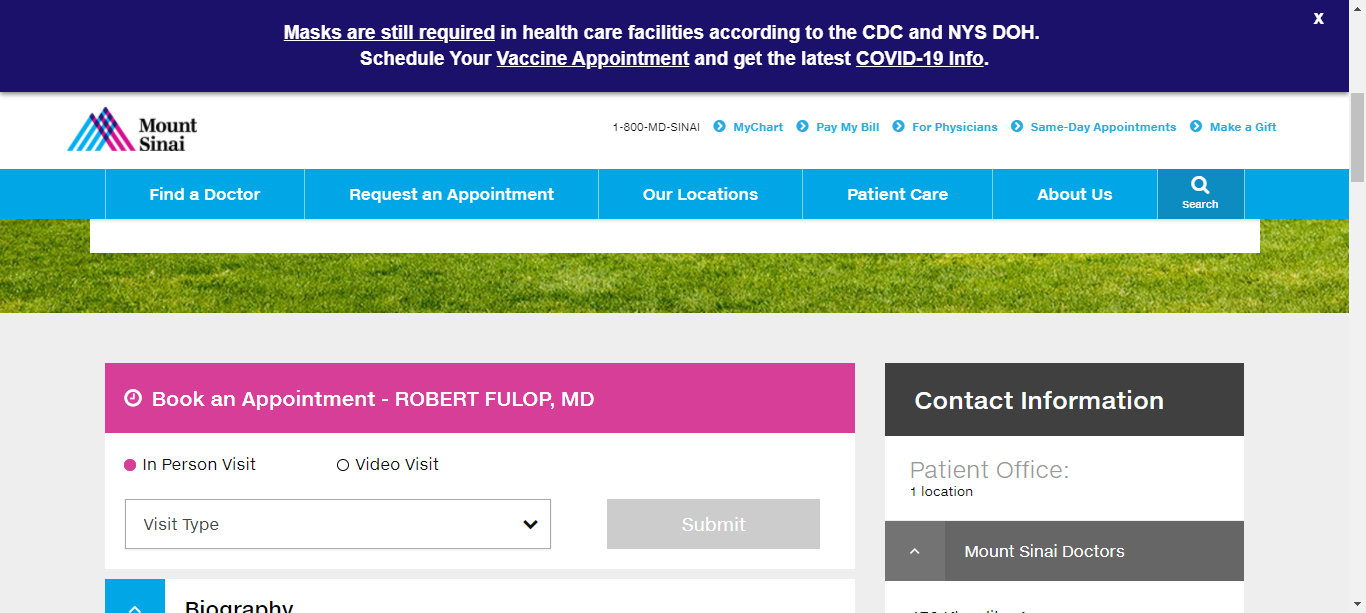 Masks are still required in health care facilities according to the CDC and NYS DOH.
X
Schedule Your Vaccine Appointment and get the latest COVID-19 Info.
Mount
Sinai
1-800-MD-SINAI MyChart Pay My Bill For Physicians Same-Day Appointments Make a Gift
Find a Doctor Request an Appointment Our Locations Patient Care About Us Search
Book an Appointment - ROBERT FULOP, MD
In Person Visit Video Visit
Visit Type Submit
Biography
Contact Information
Patient Office:
1 location
Mount Sinai Doctors